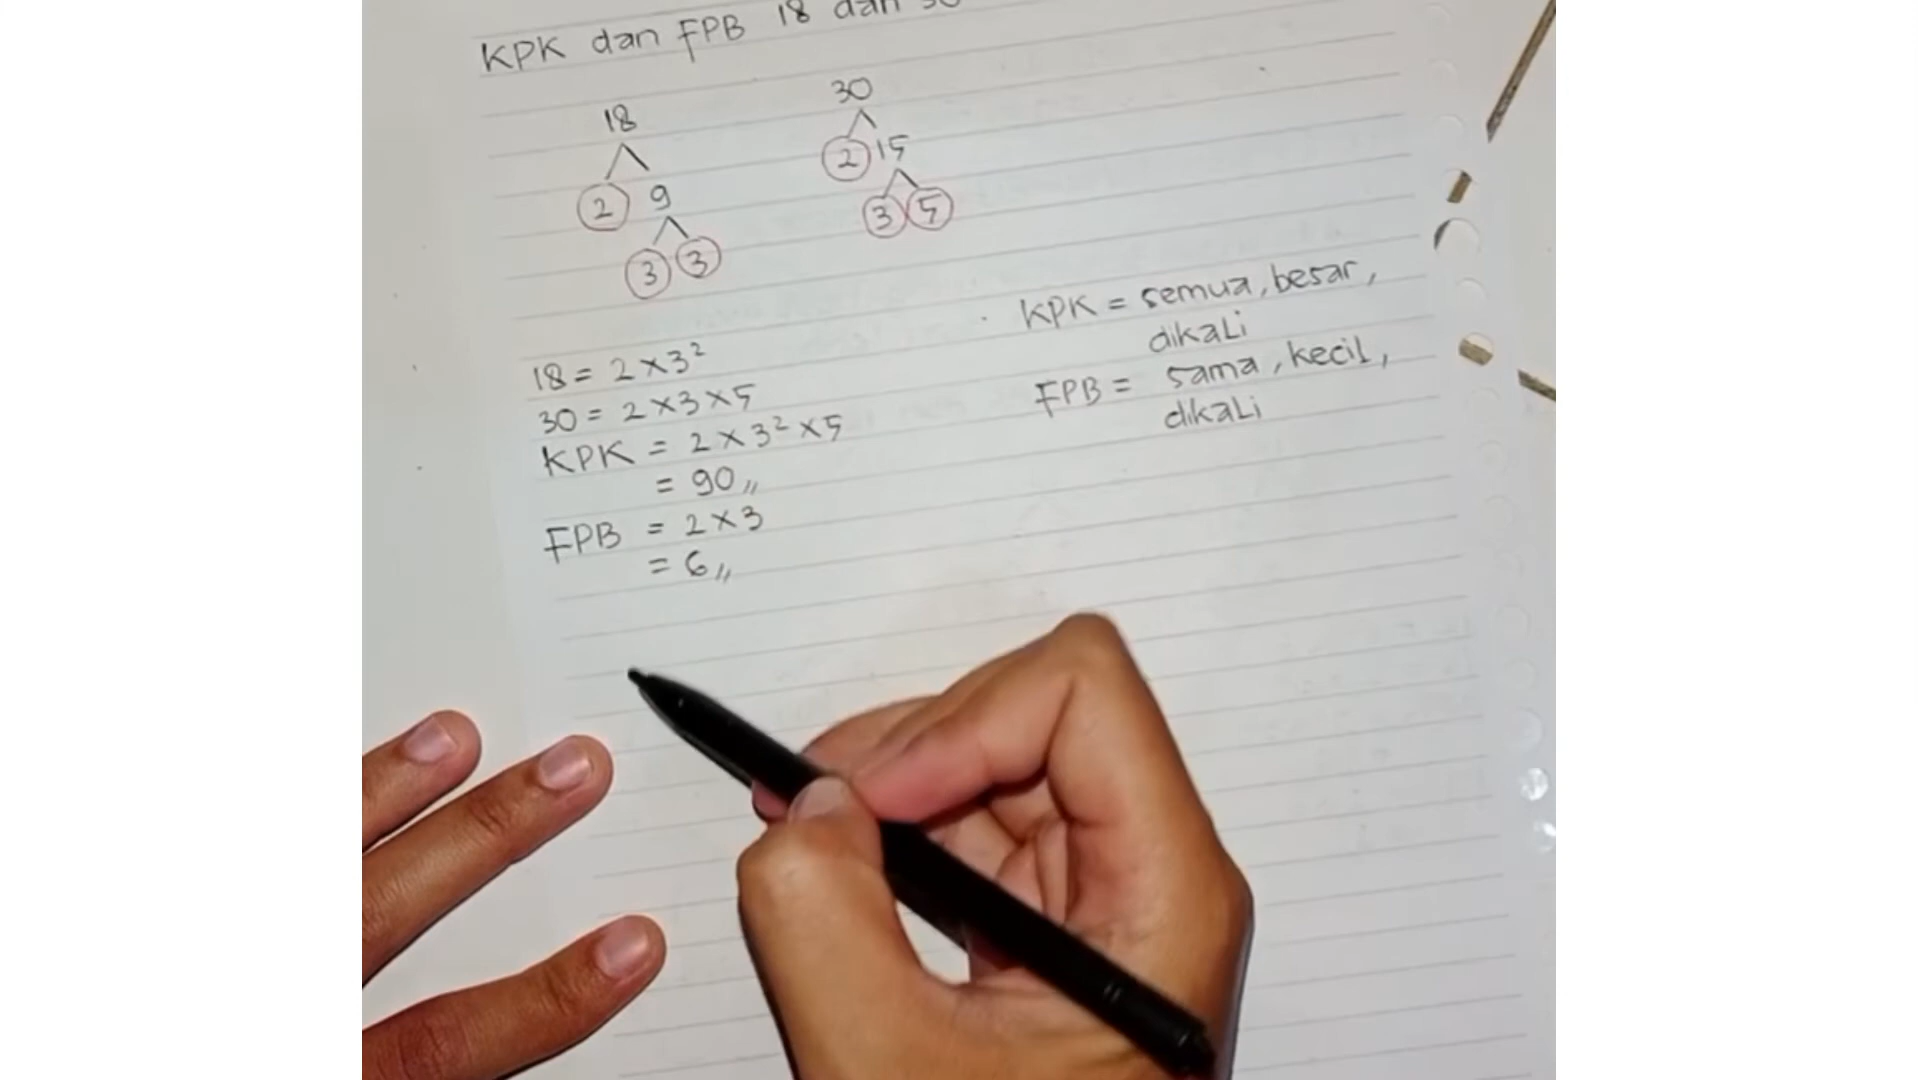 KPK dan FPB 18 dan 30
18
2 9
3 3
30
2 15
3 5
18 = 2 x 3²
30 = 2 x 3 x 5
KPK = 2 x 3² x 5
= 90,,
FPB = 2 x 3
= 6,,
KPK = semua, besar,
dikali
FPB = sama, kecil,
dikali